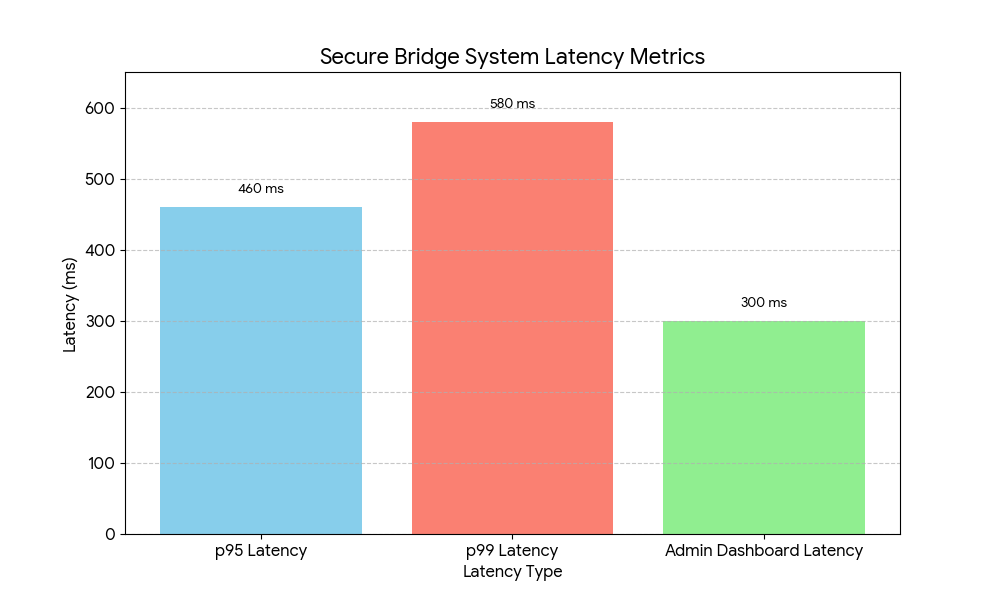 Secure Bridge System Latency Metrics
Latency (ms)
600
500
400
300
200
100
0
460 ms
580 ms
300 ms
p95 Latency
p99 Latency
Admin Dashboard Latency
Latency Type